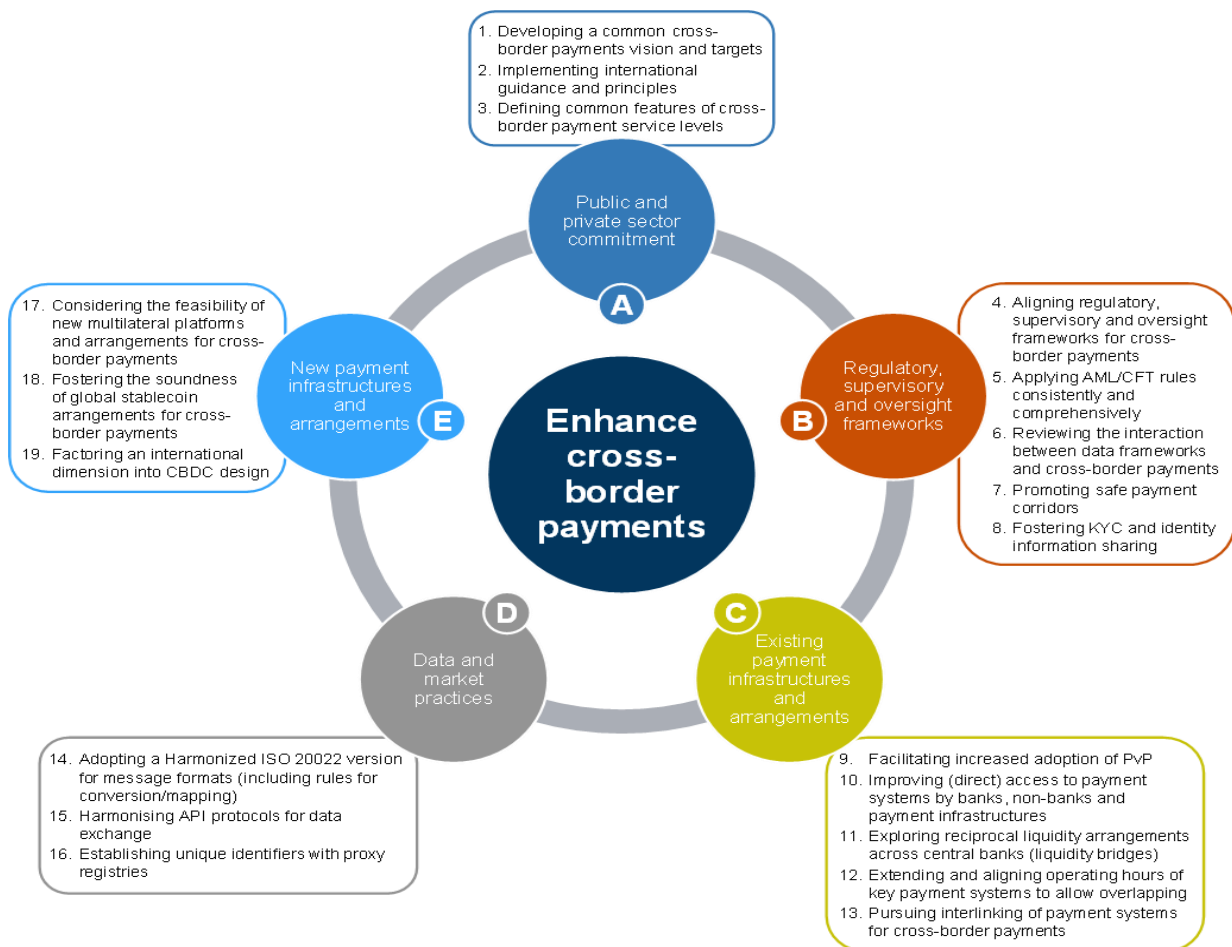 1. Developing a common cross-
border payments vision and targets
2. Implementing international
guidance and principles
3. Defining common features of cross-
border payment service levels
Public and
private sector
commitment
A
17. Considering the feasibility of
new multilateral platforms
and arrangements for cross-
border payments
18. Fostering the soundness
of global stablecoin
arrangements for cross-
border payments
19. Factoring an international
dimension into CBDC design
New payment
infrastructures
and
arrangements
E
Enhance
cross-
border
payments
Regulatory,
supervisory
and oversight
frameworks
B
4. Aligning regulatory,
supervisory and oversight
frameworks for cross-
border payments
5. Applying AML/CFT rules
consistently and
comprehensively
6. Reviewing the interaction
between data frameworks
and cross-border payments
7. Promoting safe payment
corridors
8. Fostering KYC and identity
information sharing
D
Data and
market
practices
C
Existing
payment
infrastructures
and
arrangements
14. Adopting a Harmonized ISO 20022 version
for message formats (including rules for
conversion/mapping)
15. Harmonising API protocols for data
exchange
16. Establishing unique identifiers with proxy
registries
9. Facilitating increased adoption of PvP
10. Improving (direct) access to payment
systems by banks, non-banks and
payment infrastructures
11. Exploring reciprocal liquidity arrangements
across central banks (liquidity bridges)
12. Extending and aligning operating hours of
key payment systems to allow overlapping
13. Pursuing interlinking of payment systems
for cross-border payments